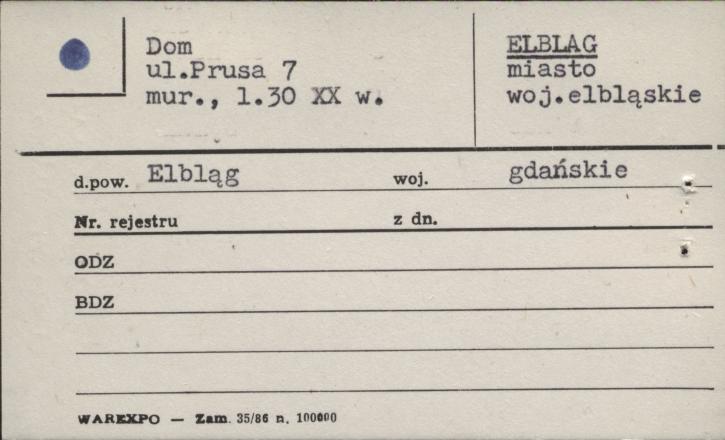 Dom
ul.Prusa 7
mur., l.30 XX w.
ELBLĄG
miasto
woj.elbląskie
d.pow. Elbląg woj. gdańskie
Nr. rejestru z dn.
ODZ
BDZ
WAREXPO — Zam. 35/86 n. 100000